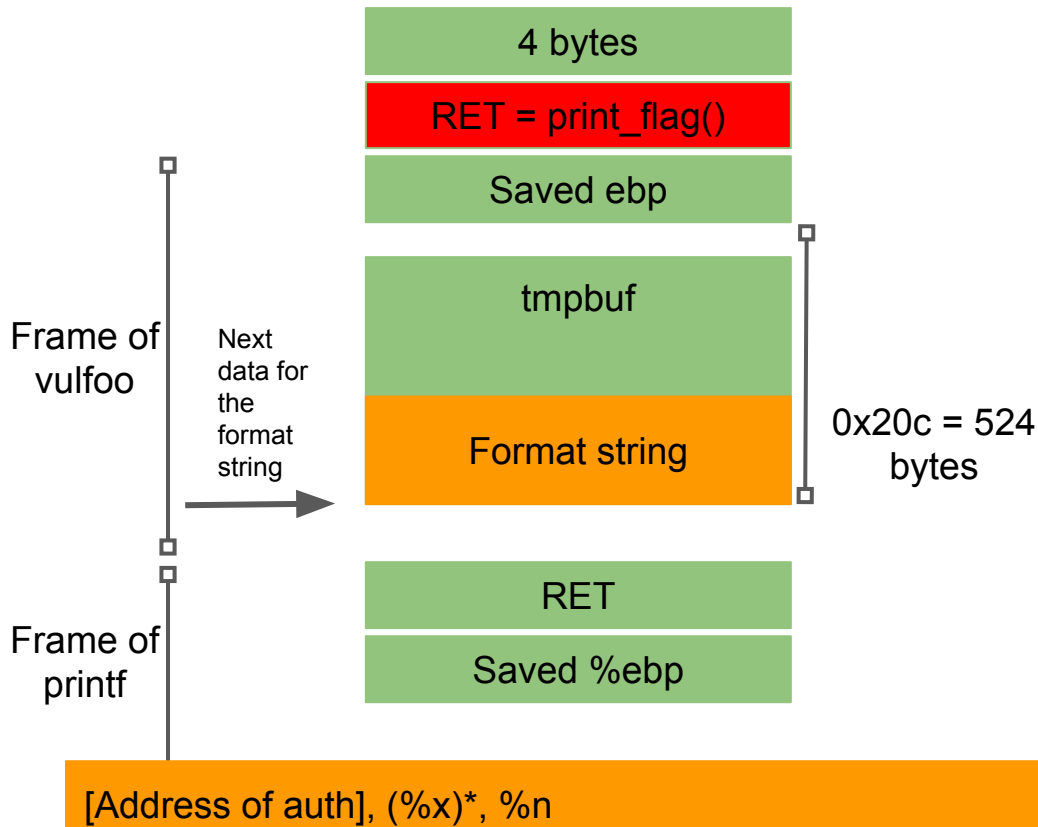 4 bytes
RET = print_flag()
Saved ebp
tmpbuf
Frame of
vulfoo
Next
data for
the
format
string
Format string
0x20c = 524
bytes
RET
Frame of
printf
Saved %ebp
[Address of auth], (%x)*, %n